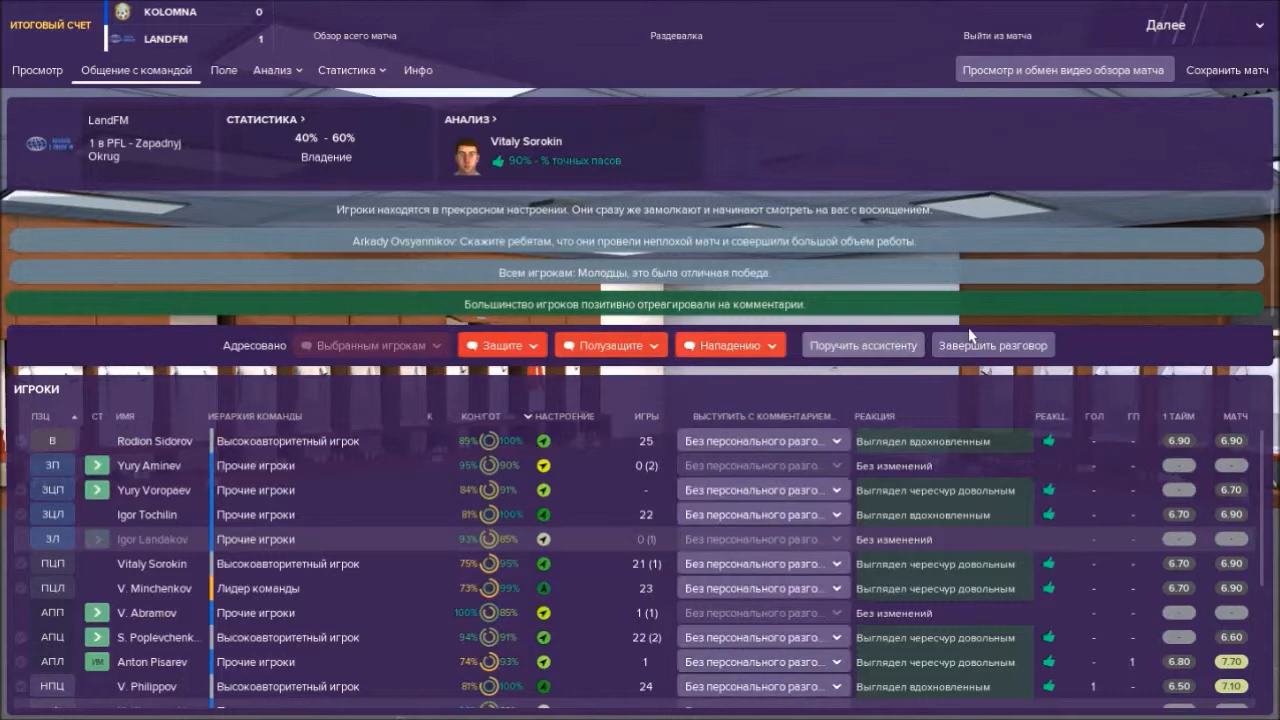 ИТОГОВЫЙ СЧЕТ
KOLOMNA 0
LANDFM 1
Обзор всего матча Раздевалка Выйти из матча Далее
Просмотр Общение с командой Поле Анализ Статистика Инфо Просмотр и обмен видео обзора матча Сохранить матч
LandFM
1 в PFL - Zapadnyj
Okrug
СТАТИСТИКА >
40% - 60%
Владение
АНАЛИЗ >
Vitaly Sorokin
90% - % точных пасов
Игроки находятся в прекрасном настроении. Они сразу же замолкают и начинают смотреть на вас с восхищением.
Arkady Ovsyannikov: Скажите ребятам, что они провели неплохой матч и совершили большой объем работы.
Всем игрокам: Молодцы, это была отличная победа.
Большинство игроков позитивно отреагировали на комментарии.
Адресовано Выбранным игрокам Защите Полузащите Нападению Поручить ассистенту Завершить разговор
ИГРОКИ
ПЗЦ СТ ИМЯ ИЕРАРХИЯ КОМАНДЫ К КОН/ГОТ НАСТРОЕНИЕ ИГРЫ ВЫСТУПИТЬ С КОММЕНТАРИЕМ... РЕАКЦИЯ РЕАКЦ... ГОЛ ГП 1 ТАЙМ МАТЧ
В Rodion Sidorov Высокоавторитетный игрок 89% 100% 25 Без персонального разго... Выглядел вдохновленным - - 6.90 6.90
ЗП Yury Aminev Прочие игроки 95% 90% 0 (2) Без персонального разго... Без изменений - - - -
ЗЦП Yury Voropaev Прочие игроки 84% 91% - Без персонального разго... Выглядел чересчур довольным - - - 6.70
ЗЦЛ Igor Tochilin Прочие игроки 81% 100% 22 Без персонального разго... Выглядел вдохновленным - - 6.70 6.90
ЗЛ Igor Landakov Прочие игроки 93% 85% 0 (1) Без персонального разго... Без изменений - - - -
ПЦП Vitaly Sorokin Высокоавторитетный игрок 75% 95% 21 (1) Без персонального разго... Выглядел чересчур довольным - - 6.70 6.90
ПЦЛ V. Minchenkov Лидер команды 73% 99% 23 Без персонального разго... Выглядел чересчур довольным - - 6.70 6.90
АПП V. Abramov Прочие игроки 100% 85% 1 (1) Без персонального разго... Без изменений - - - -
АПЦ S. Poplevchenk... Высокоавторитетный игрок 94% 91% 22 (2) Без персонального разго... Выглядел чересчур довольным - - - 6.60
АПЛ ИМ Anton Pisarev Прочие игроки 74% 93% 1 Без персонального разго... Выглядел чересчур довольным - 1 6.80 7.70
НПЦ V. Philippov Высокоавторитетный игрок 81% 100% 24 Без персонального разго... Выглядел вдохновленным 1 - 6.50 7.10